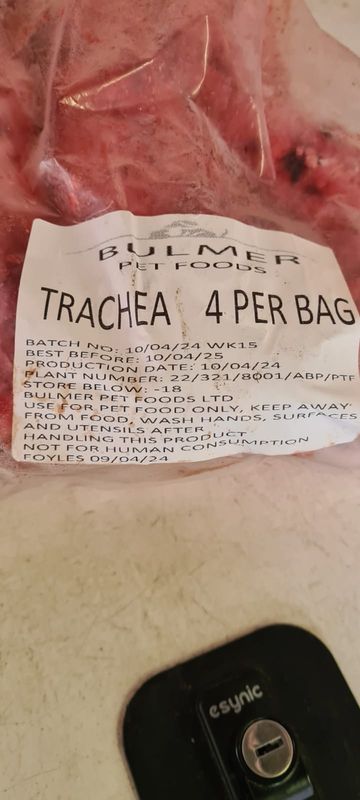 BULMER
PET FOODS
TRACHEA 4 PER BAG
BATCH NO: 10/04/24 WK15
BEST BEFORE: 10/04/25
PRODUCTION DATE: 10/04/24
PLANT NUMBER: 22/321/8001/ABP/PTF
STORE BELOW: -18
BULMER PET FOODS LTD
USE FOR PET FOOD ONLY, KEEP AWAY
FROM FOOD, WASH HANDS, SURFACES
AND UTENSILS AFTER
HANDLING THIS PRODUCT
NOT FOR HUMAN CONSUMPTION
FOYLES 09/04/24
esynic